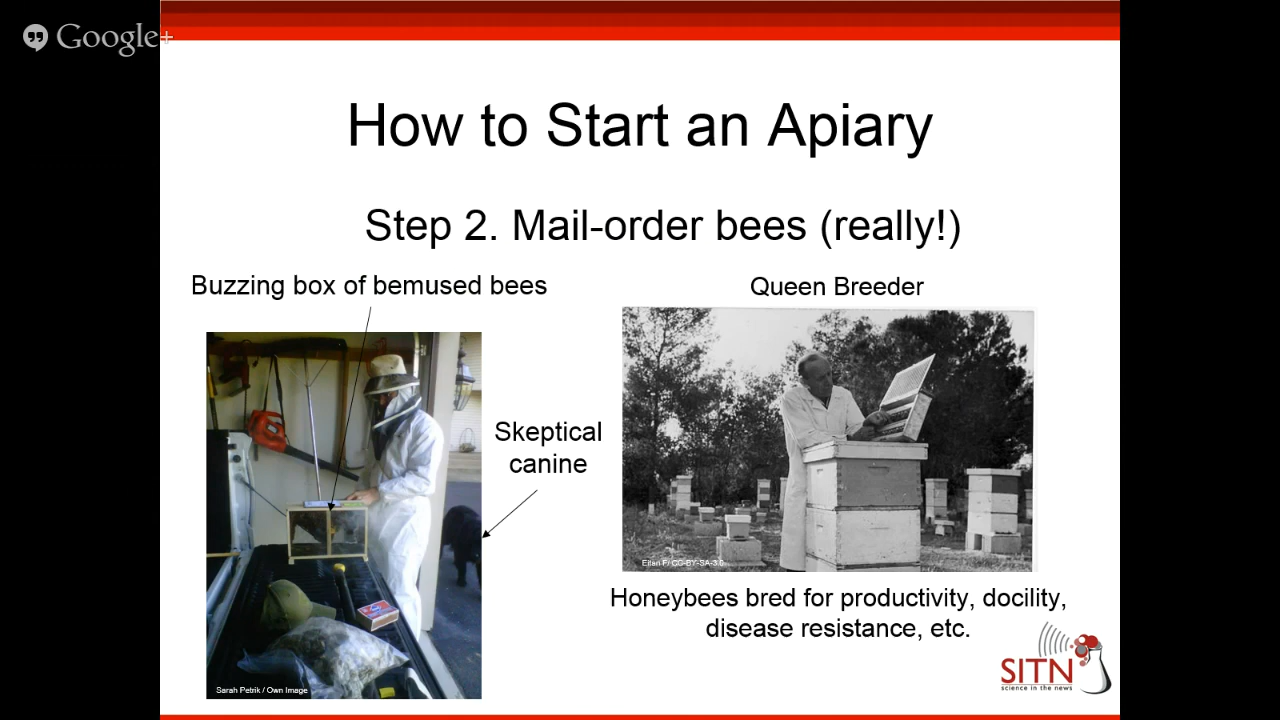 Google+
How to Start an Apiary
Step 2. Mail-order bees (really!)
Buzzing box of bemused bees
Queen Breeder
Skeptical
canine
Eitan F/ CC-BY-SA-3.0
Honeybees bred for productivity, docility,
disease resistance, etc.
Sarah Petrik / Own Image
SITN
science in the news